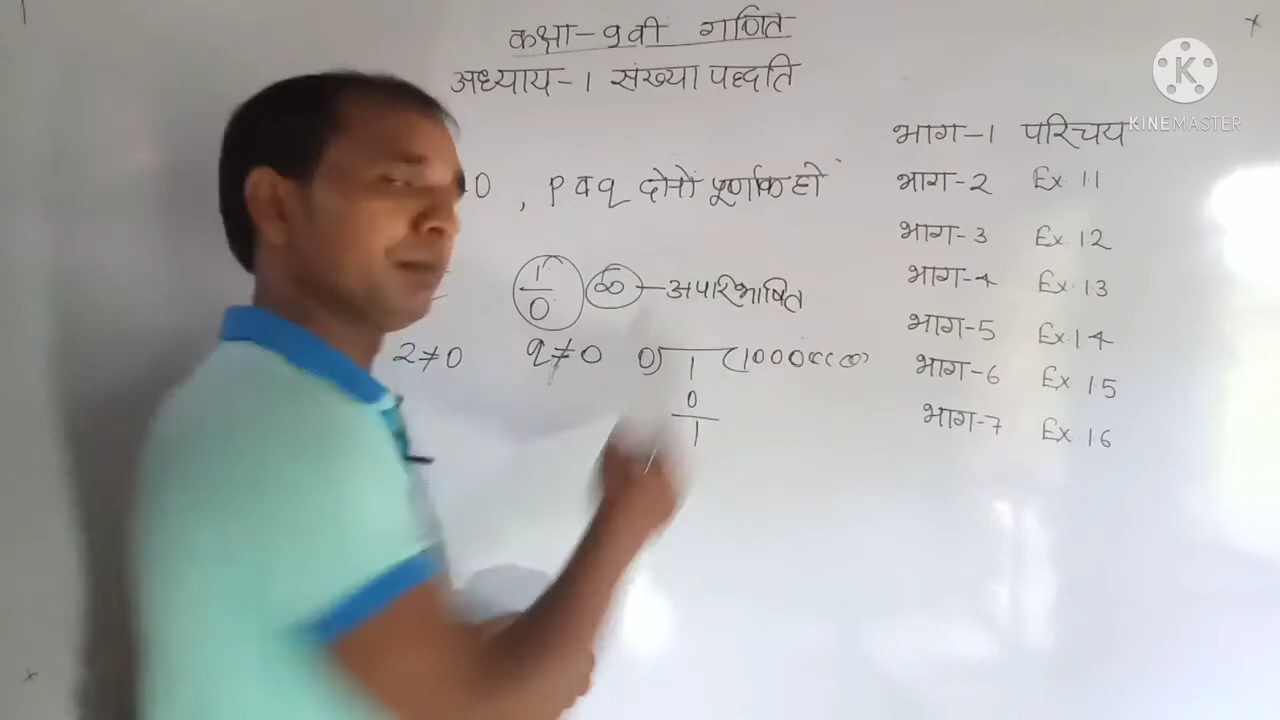 कक्षा-9वी गणित
अध्याय-1 संख्या पद्दति
0 , p व q दोनों पूर्णांक हों
1/0 ∞ — अपरिभाषित
2≠0 q≠0 0) 1 (1000
0
1
भाग-1 परिचय
भाग-2 Ex 1.1
भाग-3 Ex 1.2
भाग-4 Ex 1.3
भाग-5 Ex 1.4
भाग-6 Ex 1.5
भाग-7 Ex 1.6
KINEMASTER